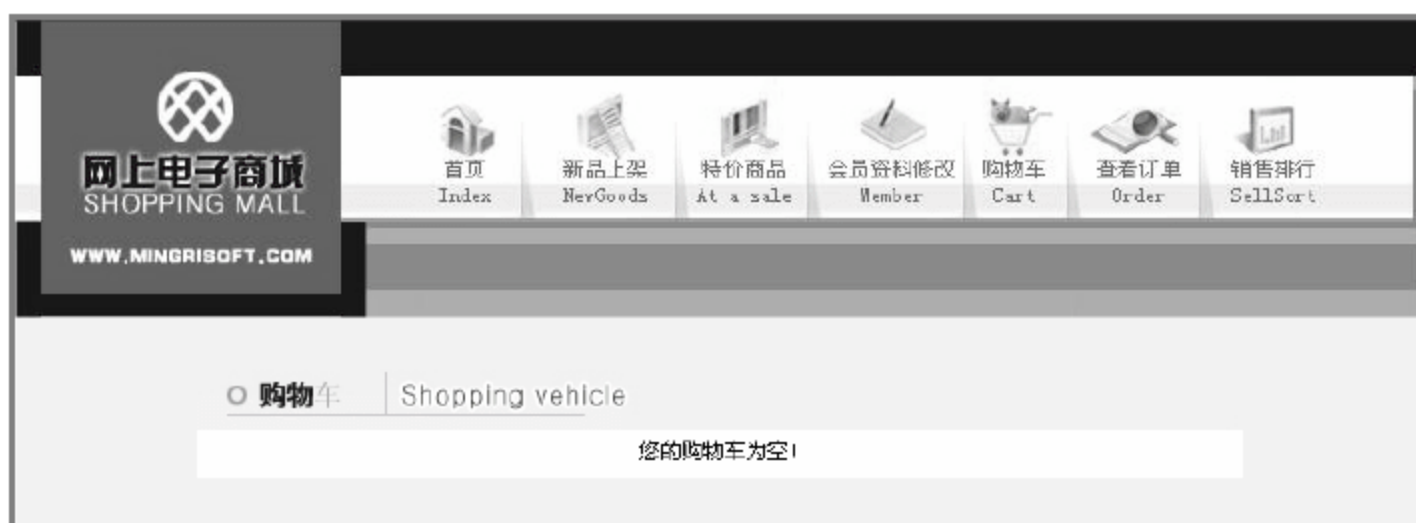 网上电子商城
SHOPPING MALL
WWW.MINGRISOFT.COM
首页 新品上架 特价商品 会员资料修改 购物车 查看订单 销售排行
Index NewGoods At a sale Member Cart Order SellSort
购物车 Shopping vehicle
您的购物车为空!